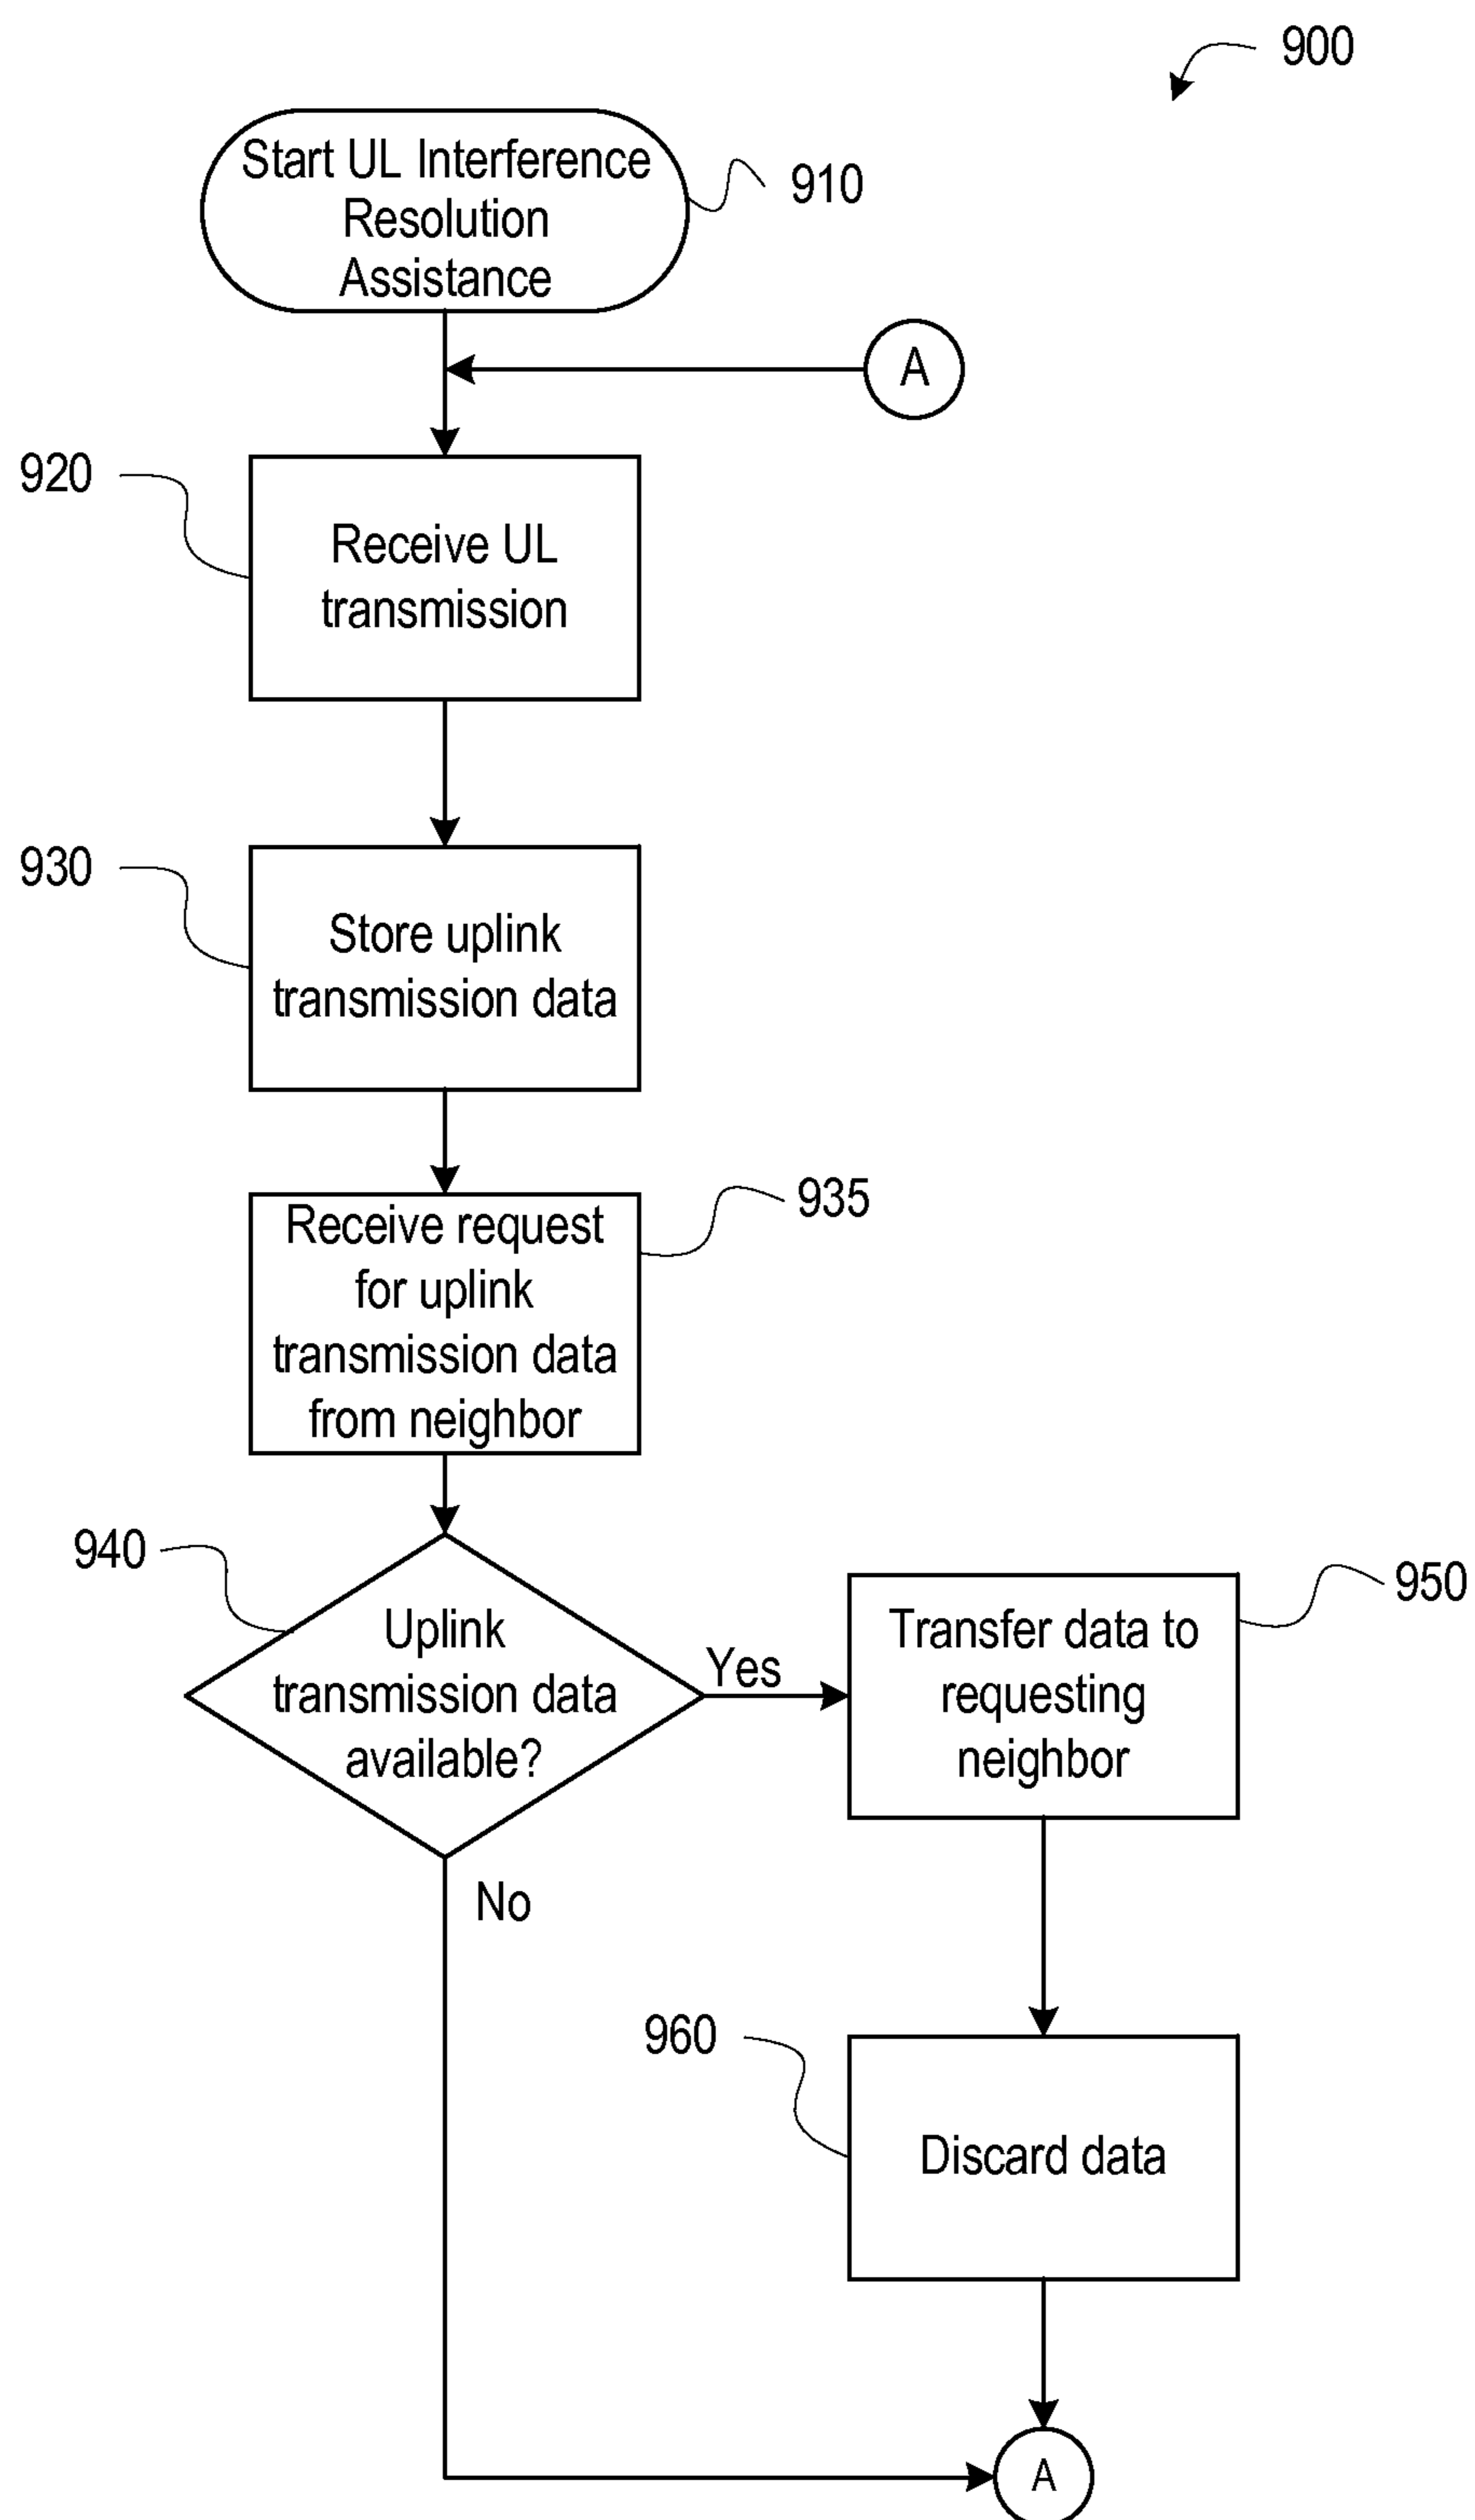 900
Start UL Interference
Resolution
Assistance
910
A
920
Receive UL
transmission
930
Store uplink
transmission data
935
Receive request
for uplink
transmission data
from neighbor
940
Uplink
transmission data
available?
Yes
950
Transfer data to
requesting
neighbor
No
960
Discard data
A